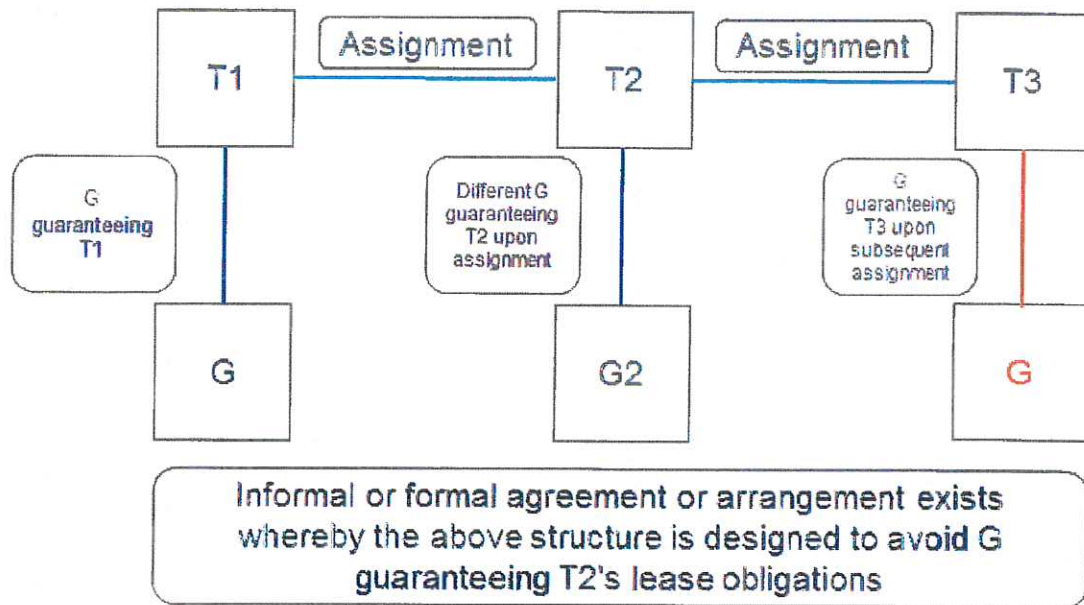 Assignment
Assignment
T1
T2
T3
G
guaranteeing
T1
Different G
guaranteeing
T2 upon
assignment
G
guaranteeing
T3 upon
subsequent
assignment
G
G2
G
Informal or formal agreement or arrangement exists
whereby the above structure is designed to avoid G
guaranteeing T2's lease obligations